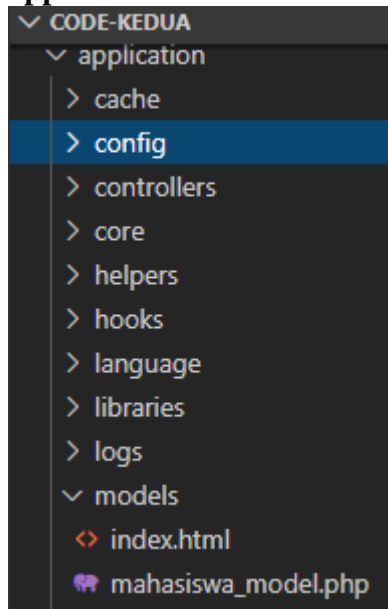 CODE-KEDUA
application
cache
config
controllers
core
helpers
hooks
language
libraries
logs
models
index.html
mahasiswa_model.php